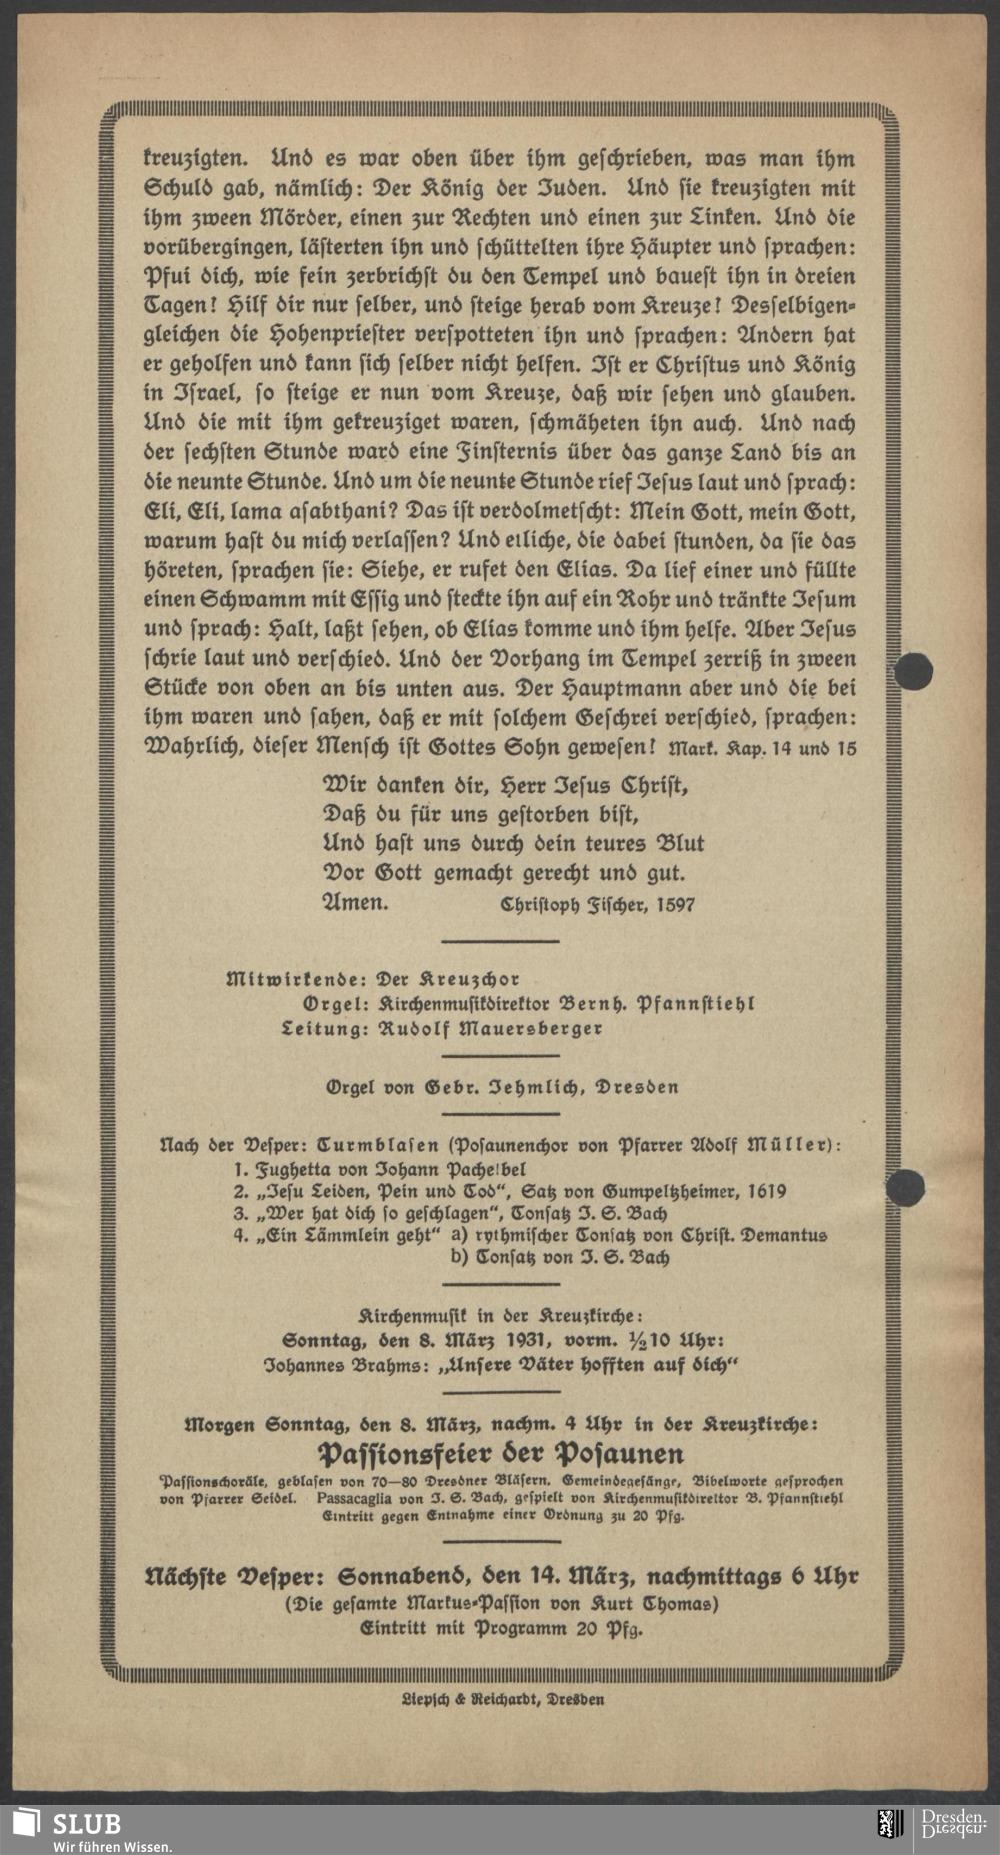 kreuzigten. Und es war oben über ihm geschrieben, was man ihm
Schuld gab, nämlich: Der König der Juden. Und sie kreuzigten mit
ihm zween Mörder, einen zur Rechten und einen zur Linken. Und die
vorübergingen, lästerten ihn und schüttelten ihre Häupter und sprachen:
Pfui dich, wie fein zerbrichst du den Tempel und bauest ihn in dreien
Tagen! Hilf dir nur selber, und steige herab vom Kreuze! Desselbigen-
gleichen die Hohenpriester verspotteten ihn und sprachen: Andern hat
er geholfen und kann sich selber nicht helfen. Ist er Christus und König
in Israel, so steige er nun vom Kreuze, daß wir sehen und glauben.
Und die mit ihm gekreuziget waren, schmäheten ihn auch. Und nach
der sechsten Stunde ward eine Finsternis über das ganze Land bis an
die neunte Stunde. Und um die neunte Stunde rief Jesus laut und sprach:
Eli, Eli, lama asabthani? Das ist verdolmetscht: Mein Gott, mein Gott,
warum hast du mich verlassen? Und etliche, die dabei stunden, da sie das
höreten, sprachen sie: Siehe, er rufet den Elias. Da lief einer und füllte
einen Schwamm mit Essig und steckte ihn auf ein Rohr und tränkte Jesum
und sprach: Halt, laßt sehen, ob Elias komme und ihm helfe. Aber Jesus
schrie laut und verschied. Und der Vorhang im Tempel zerriß in zween
Stücke von oben an bis unten aus. Der Hauptmann aber und die bei
ihm waren und sahen, daß er mit solchem Geschrei verschied, sprachen:
Wahrlich, dieser Mensch ist Gottes Sohn gewesen! Mark. Kap. 14 und 15
Wir danken dir, Herr Jesus Christ,
Daß du für uns gestorben bist,
Und hast uns durch dein teures Blut
Vor Gott gemacht gerecht und gut.
Amen. Christoph Fischer, 1597
Mitwirkende: Der Kreuzchor
Orgel: Kirchenmusikdirektor Bernh. Pfannstiehl
Leitung: Rudolf Mauersberger
Orgel von Gebr. Jehmlich, Dresden
Nach der Vesper: Turmblasen (Posaunenchor von Pfarrer Adolf Müller):
1. Fughetta von Johann Pachelbel
2. „Jesu Leiden, Pein und Tod“, Satz von Gumpeltzheimer, 1619
3. „Wer hat dich so geschlagen“, Tonsatz J. S. Bach
4. „Ein Lämmlein geht“ a) rythmischer Tonsatz von Christ. Demantus
b) Tonsatz von J. S. Bach
Kirchenmusik in der Kreuzkirche:
Sonntag, den 8. März 1931, vorm. ½10 Uhr:
Johannes Brahms: „Unsere Väter hofften auf dich“
Morgen Sonntag, den 8. März, nachm. 4 Uhr in der Kreuzkirche:
Passionsfeier der Posaunen
Passionschoräle, geblasen von 70—80 Dresdner Bläsern. Gemeindegesänge, Bibelworte gesprochen
von Pfarrer Seidel. Passacaglia von J. S. Bach, gespielt von Kirchenmusikdirektor B. Pfannstiehl
Eintritt gegen Entnahme einer Ordnung zu 20 Pfg.
Nächste Vesper: Sonnabend, den 14. März, nachmittags 6 Uhr
(Die gesamte Markus-Passion von Kurt Thomas)
Eintritt mit Programm 20 Pfg.
Liepsch & Reichardt, Dresden
SLUB
Wir führen Wissen.
Dresden.
Dresden.